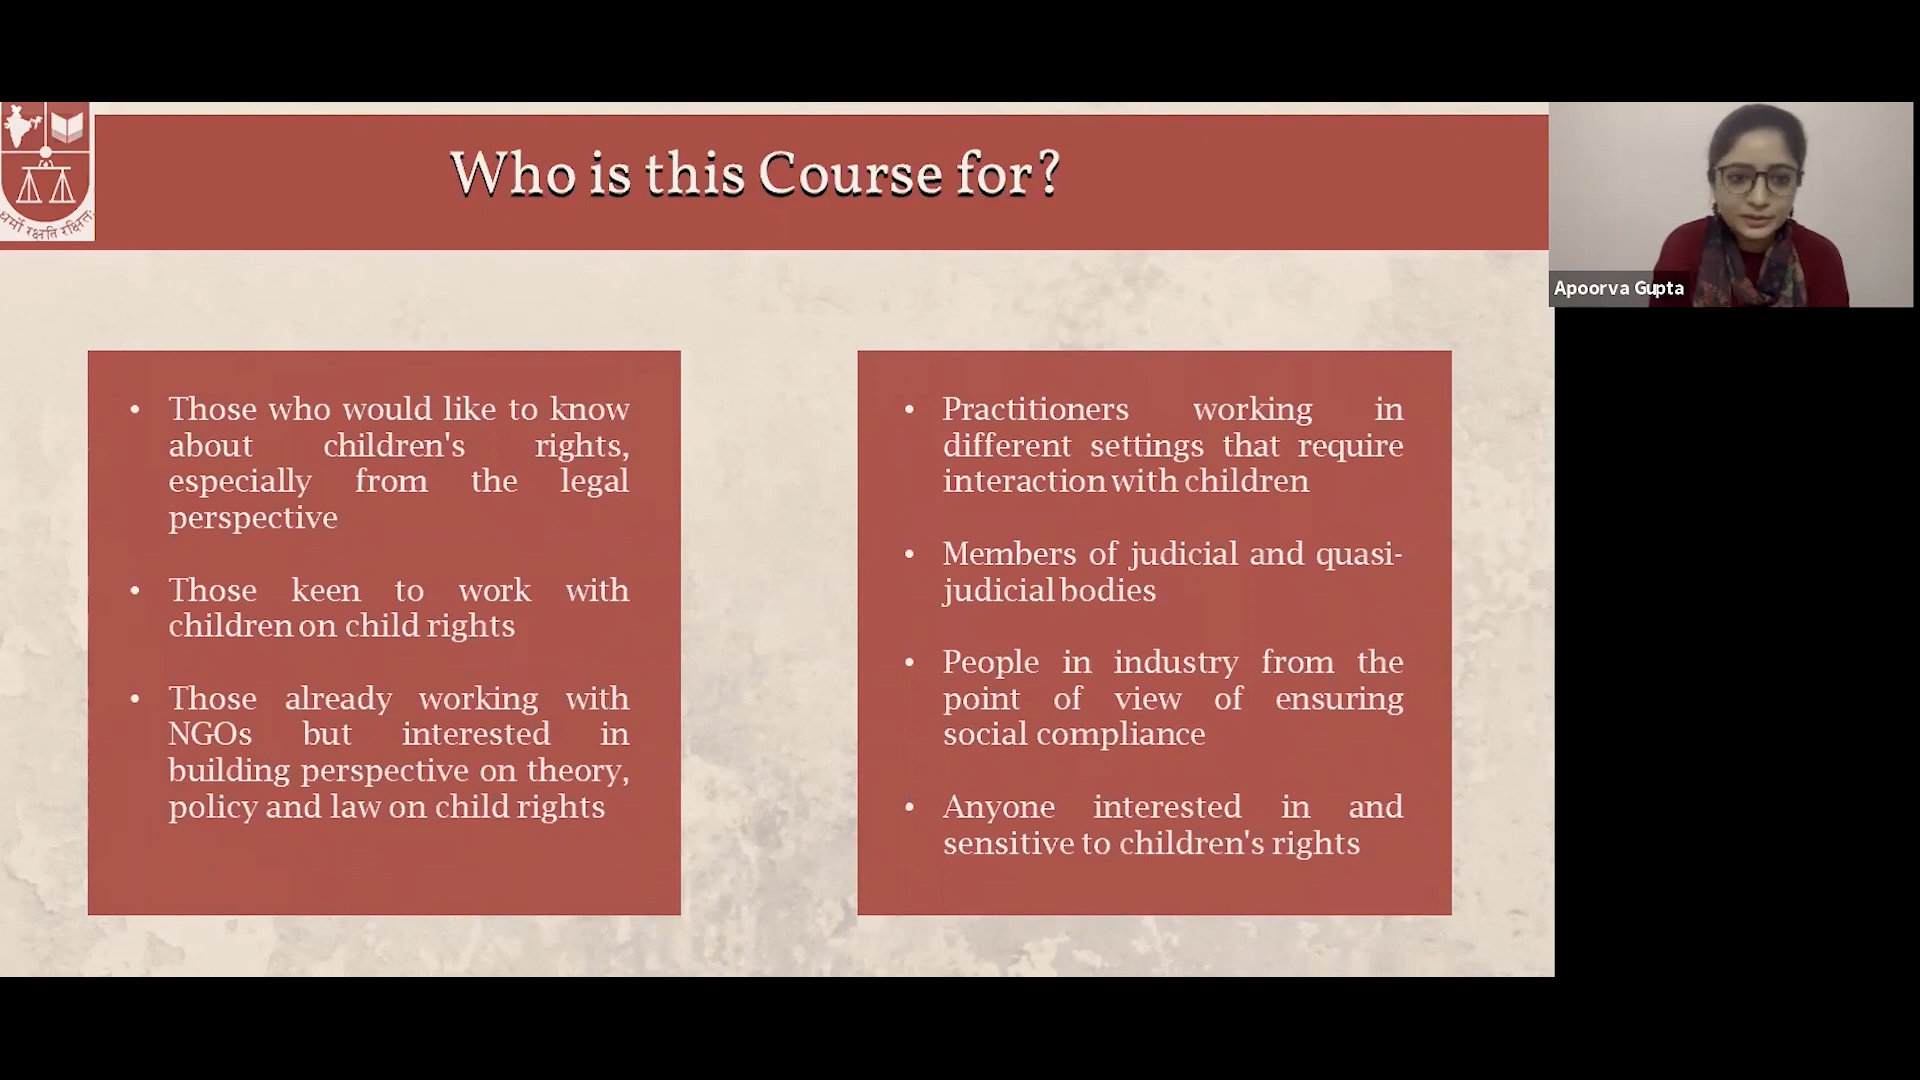 Who is this Course for?
धर्मो रक्षति रक्षितः
Apoorva Gupta
• Those who would like to know
about children's rights,
especially from the legal
perspective
• Those keen to work with
children on child rights
• Those already working with
NGOs but interested in
building perspective on theory,
policy and law on child rights
• Practitioners working in
different settings that require
interaction with children
• Members of judicial and quasi-
judicial bodies
• People in industry from the
point of view of ensuring
social compliance
• Anyone interested in and
sensitive to children's rights